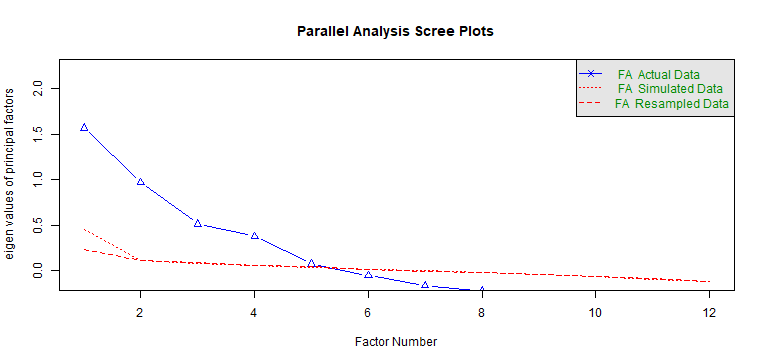 Parallel Analysis Scree Plots
eigen values of principal factors
2.0
1.5
1.0
0.5
0.0
FA Actual Data
FA Simulated Data
FA Resampled Data
2 4 6 8 10 12
Factor Number